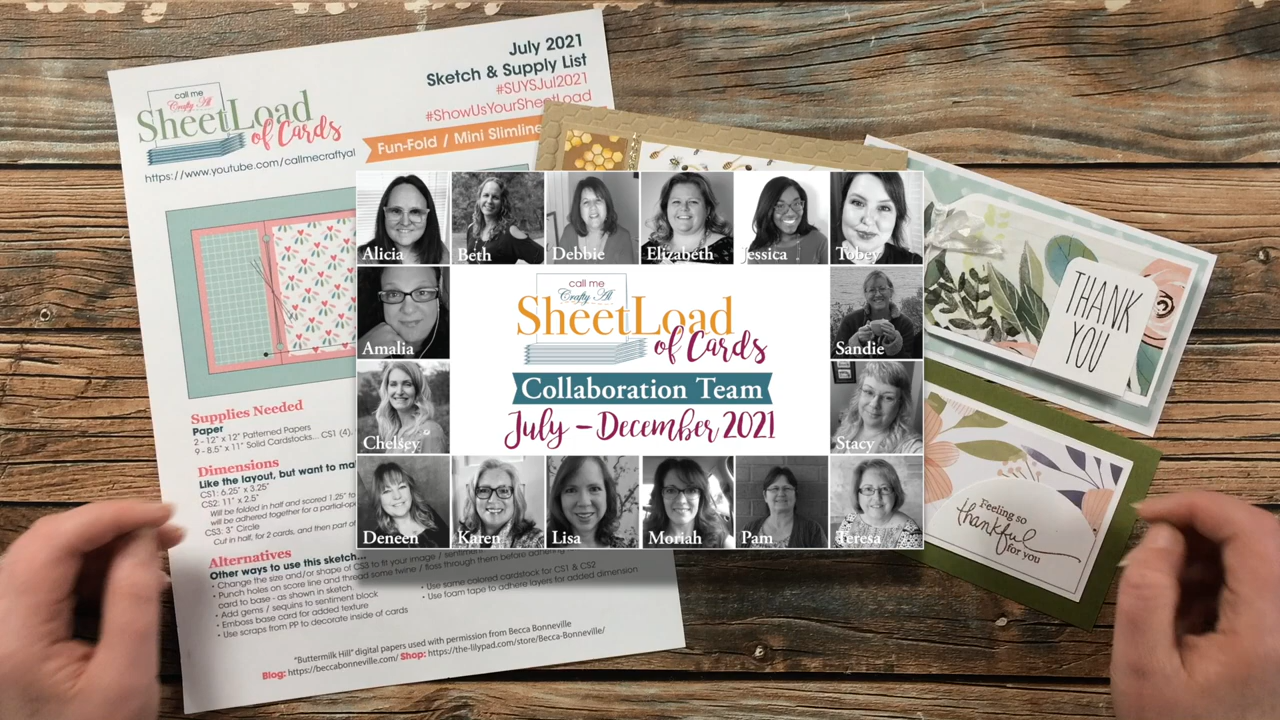 July 2021
Sketch & Supply List
#SUYSJul2021
#ShowUsYourSheetLoad
Fun-Fold / Mini Slimline
call me
Crafty Al
SheetLoad
of Cards
https://www.youtube.com/callmecraftyal
Supplies Needed
Paper
2 - 12" x 12" Patterned Papers
9 - 8.5" x 11" Solid Cardstocks... CS1 (4),
Dimensions
Like the layout, but want to
CS1: 6.25" x 3.25"
CS2: 11" x 2.5"
Will be folded in half and scored 1.25" to
will be adhered together for a
CS3: 3" Circle
Cut in half, for 2 cards, and then part of
Alternatives
Other ways to use this sketch...
• Change the size and/or shape of CS3 to fit your image / sentiment
• Punch holes on score line and thread some twine / floss through them before
card to base - as shown in sketch.
• Add gems / sequins to sentiment block
• Emboss base card for added texture
• Use scraps from PP to decorate inside of cards
• Use same colored cardstock for CS1 & CS2
• Use foam tape to adhere layers for added dimension
"Buttermilk Hill" digital papers used with permission from Becca Bonneville
Blog: https://beccabonneville.com/ Shop: https://the-lilypad.com/store/Becca-Bonneville/
Alicia
Beth
Debbie
Elizabeth
Jessica
Tobey
Amalia
Sandie
Chelsey
Stacy
Deneen
Karen
Lisa
Moriah
Pam
Teresa
call me
Crafty Al
SheetLoad
of Cards
Collaboration Team
July – December 2021
THANK
YOU
Feeling so
thankful
for you